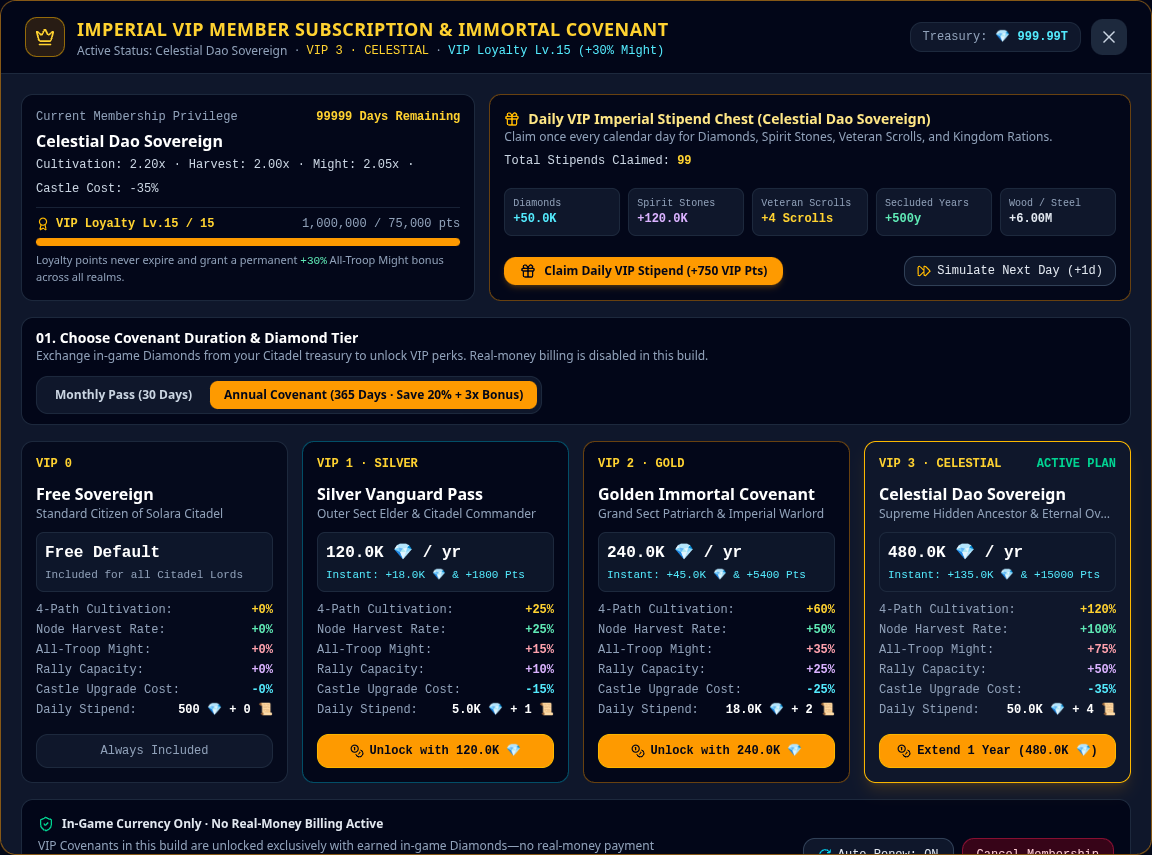 IMPERIAL VIP MEMBER SUBSCRIPTION & IMMORTAL COVENANT
Active Status: Celestial Dao Sovereign · VIP 3 · CELESTIAL · VIP Loyalty Lv.15 (+30% Might)
Treasury: 💎 999.99T
Current Membership Privilege 99999 Days Remaining
Celestial Dao Sovereign
Cultivation: 2.20x · Harvest: 2.00x · Might: 2.05x ·
Castle Cost: -35%
VIP Loyalty Lv.15 / 15 1,000,000 / 75,000 pts
Loyalty points never expire and grant a permanent +30% All-Troop Might bonus
across all realms.
Daily VIP Imperial Stipend Chest (Celestial Dao Sovereign)
Claim once every calendar day for Diamonds, Spirit Stones, Veteran Scrolls, and Kingdom Rations.
Total Stipends Claimed: 99
Diamonds
+50.0K
Spirit Stones
+120.0K
Veteran Scrolls
+4 Scrolls
Secluded Years
+500y
Wood / Steel
+6.00M
Claim Daily VIP Stipend (+750 VIP Pts)
Simulate Next Day (+1d)
01. Choose Covenant Duration & Diamond Tier
Exchange in-game Diamonds from your Citadel treasury to unlock VIP perks. Real-money billing is disabled in this build.
Monthly Pass (30 Days)
Annual Covenant (365 Days · Save 20% + 3x Bonus)
VIP 0
Free Sovereign
Standard Citizen of Solara Citadel
Free Default
Included for all Citadel Lords
4-Path Cultivation: +0%
Node Harvest Rate: +0%
All-Troop Might: +0%
Rally Capacity: +0%
Castle Upgrade Cost: -0%
Daily Stipend: 500 💎 + 0 📜
Always Included
VIP 1 · SILVER
Silver Vanguard Pass
Outer Sect Elder & Citadel Commander
120.0K 💎 / yr
Instant: +18.0K 💎 & +1800 Pts
4-Path Cultivation: +25%
Node Harvest Rate: +25%
All-Troop Might: +15%
Rally Capacity: +10%
Castle Upgrade Cost: -15%
Daily Stipend: 5.0K 💎 + 1 📜
Unlock with 120.0K 💎
VIP 2 · GOLD
Golden Immortal Covenant
Grand Sect Patriarch & Imperial Warlord
240.0K 💎 / yr
Instant: +45.0K 💎 & +5400 Pts
4-Path Cultivation: +60%
Node Harvest Rate: +50%
All-Troop Might: +35%
Rally Capacity: +25%
Castle Upgrade Cost: -25%
Daily Stipend: 18.0K 💎 + 2 📜
Unlock with 240.0K 💎
VIP 3 · CELESTIAL ACTIVE PLAN
Celestial Dao Sovereign
Supreme Hidden Ancestor & Eternal Ov...
480.0K 💎 / yr
Instant: +135.0K 💎 & +15000 Pts
4-Path Cultivation: +120%
Node Harvest Rate: +100%
All-Troop Might: +75%
Rally Capacity: +50%
Castle Upgrade Cost: -35%
Daily Stipend: 50.0K 💎 + 4 📜
Extend 1 Year (480.0K 💎)
In-Game Currency Only · No Real-Money Billing Active
VIP Covenants in this build are unlocked exclusively with earned in-game Diamonds—no real-money payment
Auto-Renew: ON
Cancel Membership